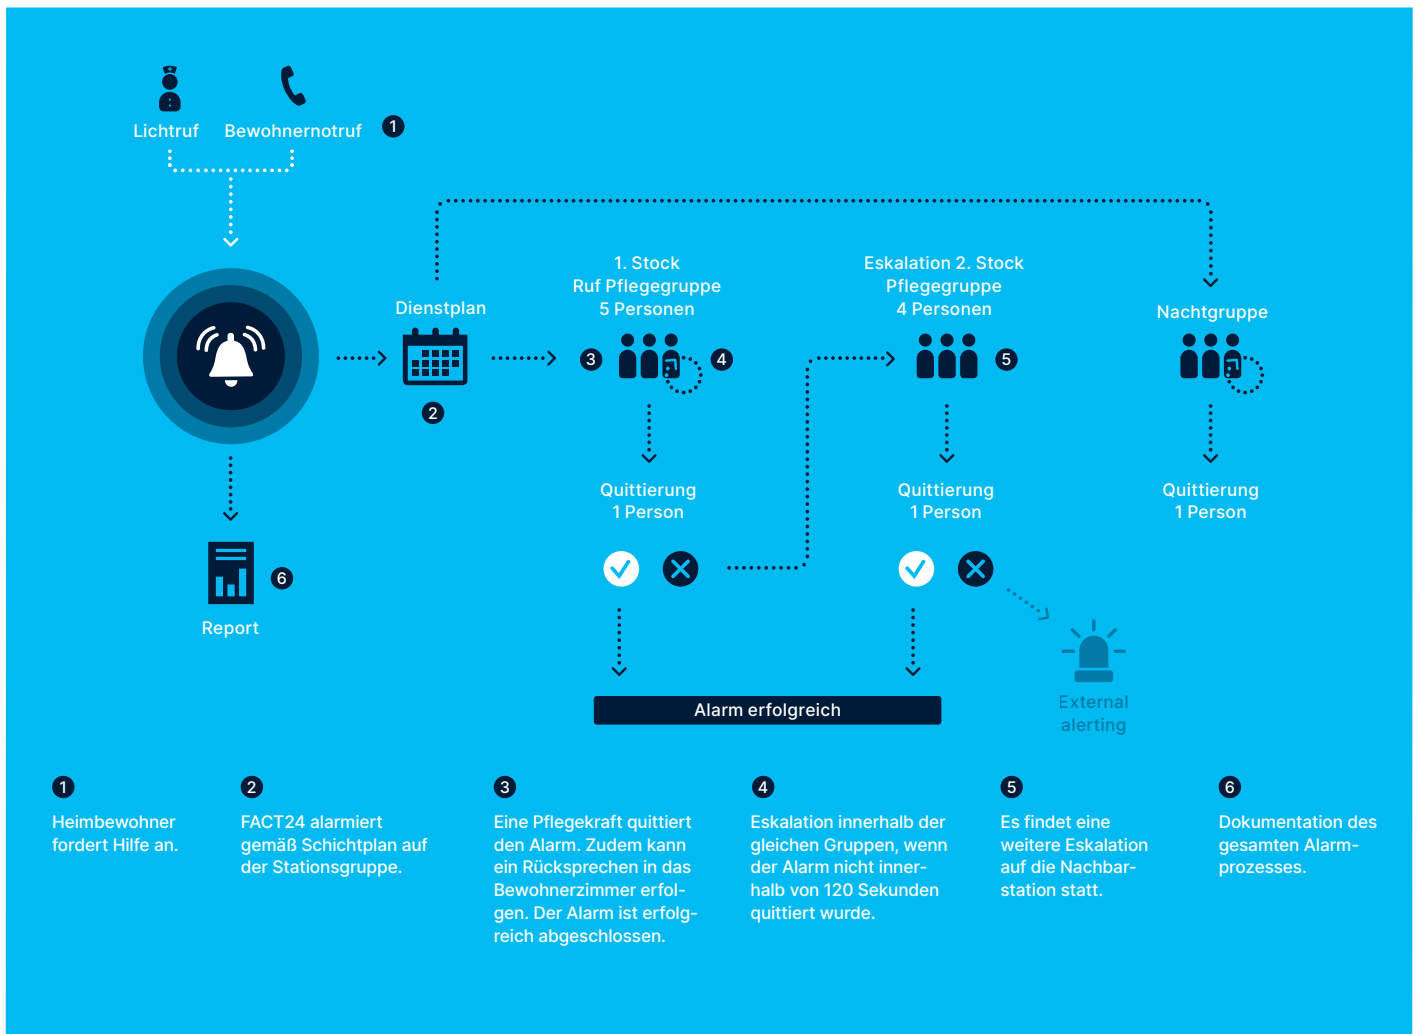 Lichtruf
Bewohnernotruf
1
1. Stock
Ruf Pflegegruppe
5 Personen
Eskalation 2. Stock
Pflegegruppe
4 Personen
Dienstplan
Nachtgruppe
3
4
5
2
Quittierung
1 Person
Quittierung
1 Person
Quittierung
1 Person
6
Report
Alarm erfolgreich
External
alerting
1
Heimbewohner
fordert Hilfe an.
2
FACT24 alarmiert
gemäß Schichtplan auf
der Stationsgruppe.
3
Eine Pflegekraft quittiert
den Alarm. Zudem kann
ein Rücksprechen in das
Bewohnerzimmer erfol-
gen. Der Alarm ist erfolg-
reich abgeschlossen.
4
Eskalation innerhalb der
gleichen Gruppen, wenn
der Alarm nicht inner-
halb von 120 Sekunden
quittiert wurde.
5
Es findet eine
weitere Eskalation
auf die Nachbar-
station statt.
6
Dokumentation des
gesamten Alarm-
prozesses.